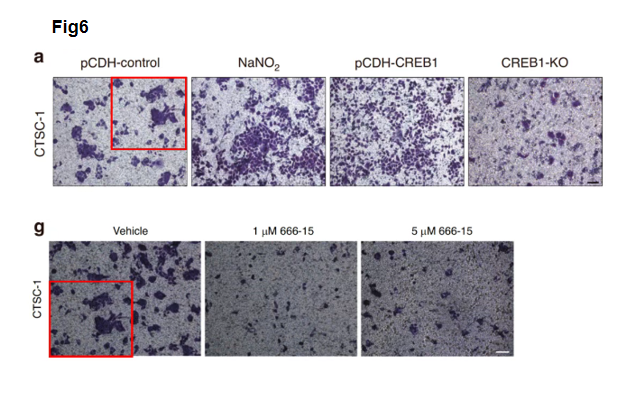 Fig6
a
pCDH-control NaNO₂ pCDH-CREB1 CREB1-KO
CTSC-1
g
Vehicle 1 μM 666-15 5 μM 666-15
CTSC-1